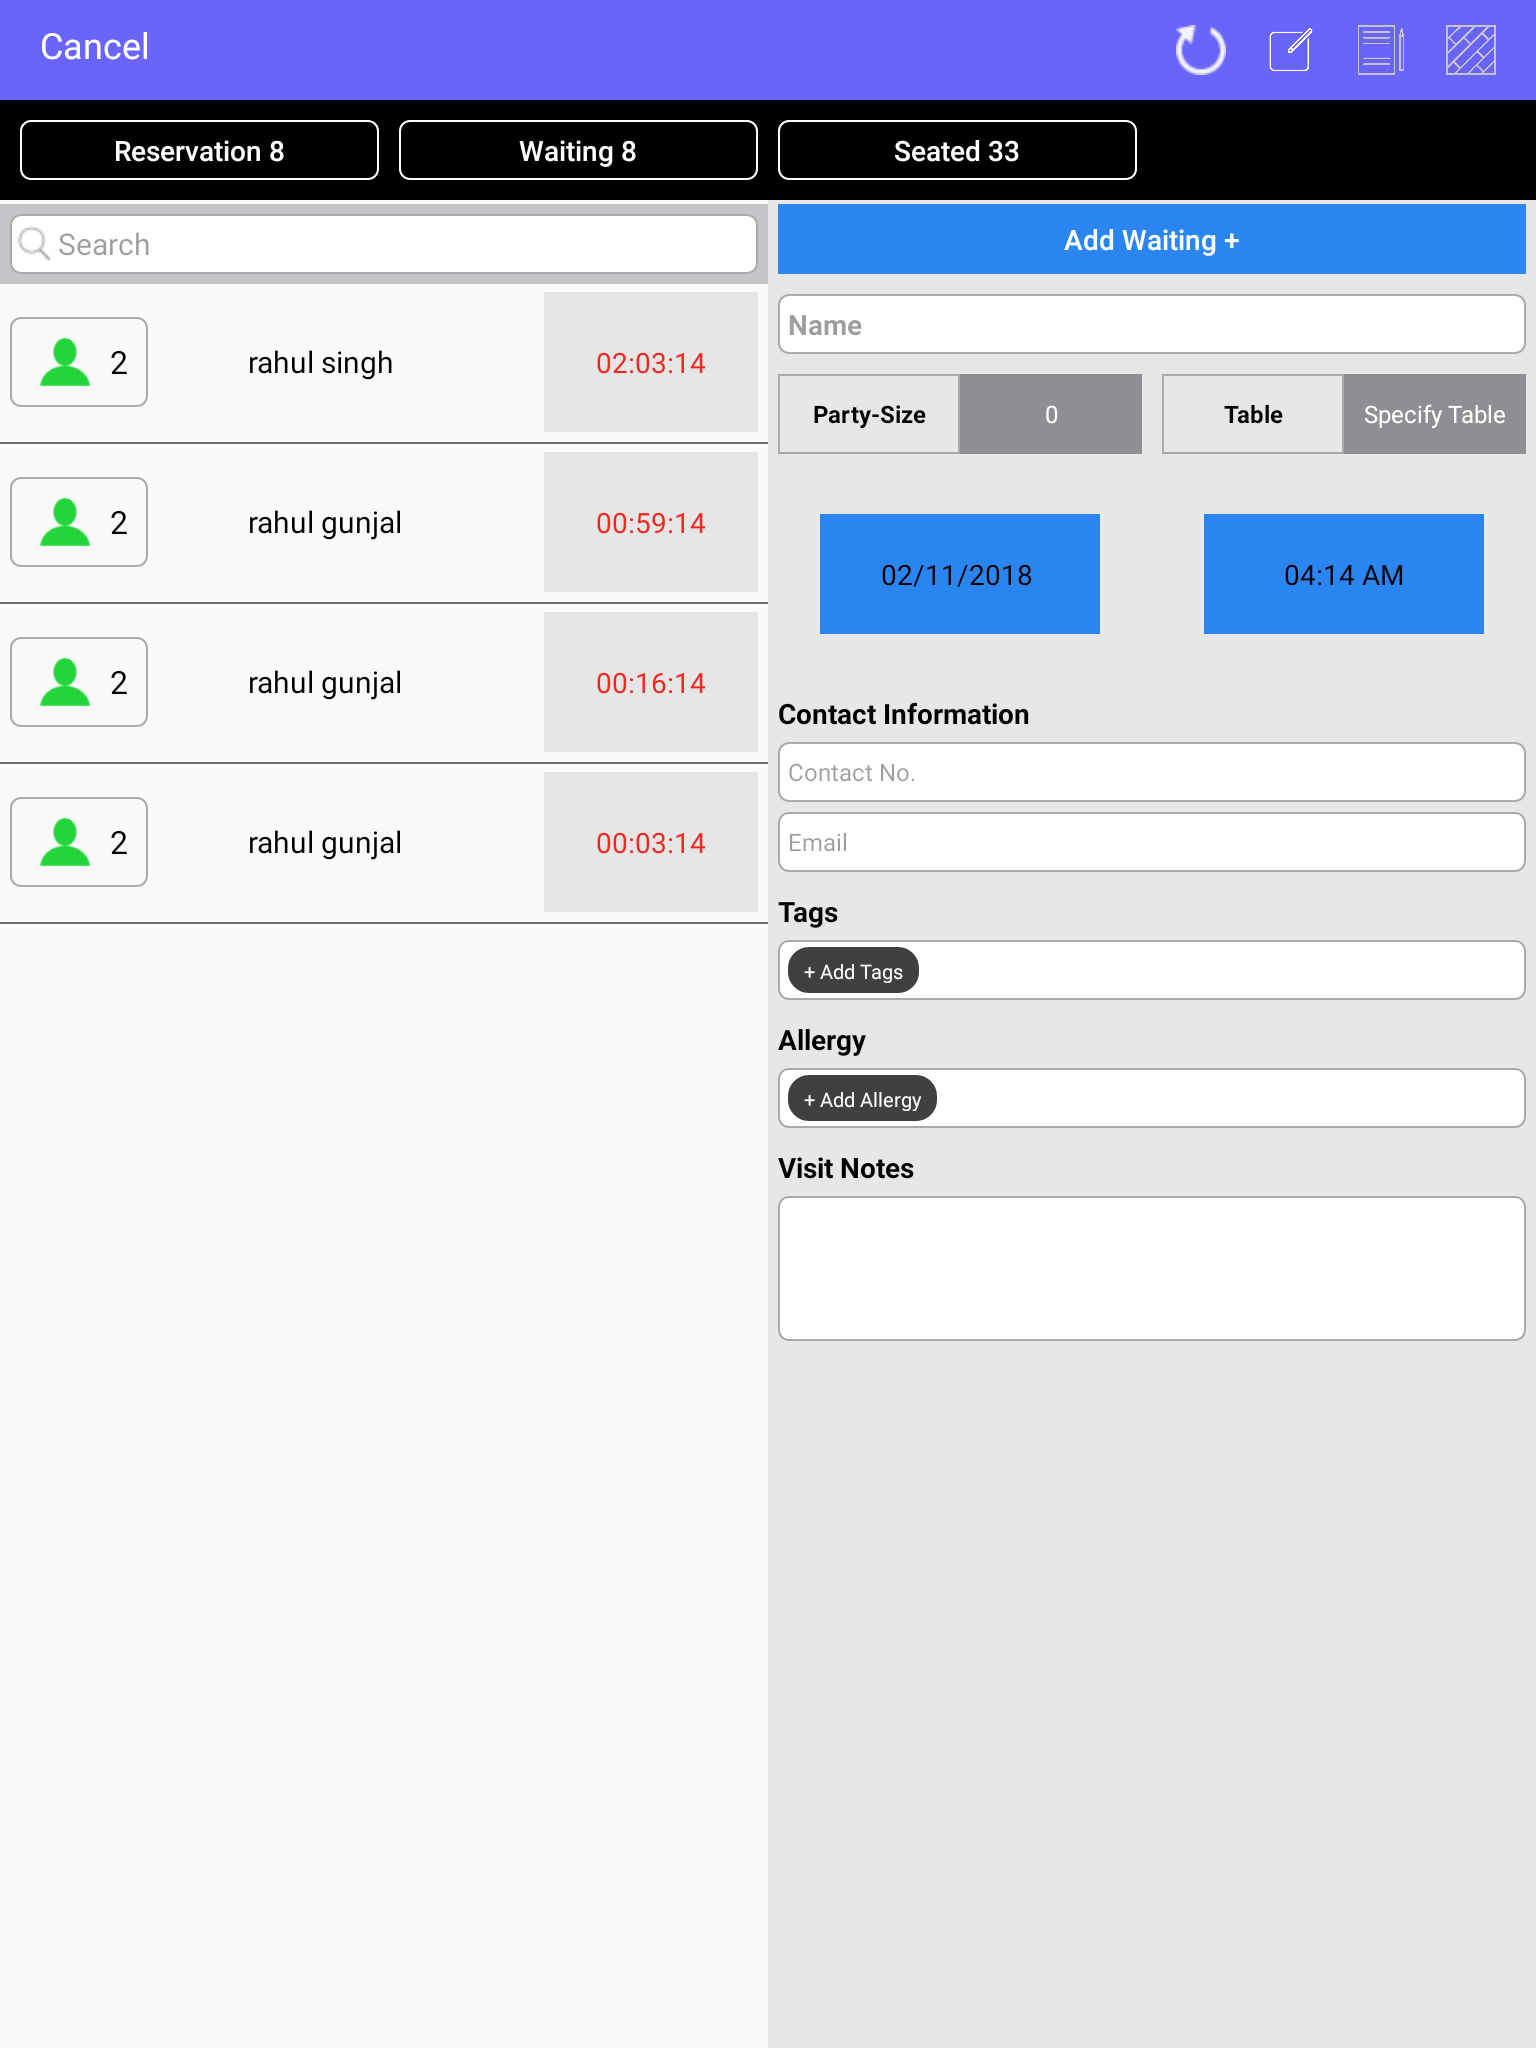 Cancel
Reservation 8
Waiting 8
Seated 33
Search
2 rahul singh 02:03:14
2 rahul gunjal 00:59:14
2 rahul gunjal 00:16:14
2 rahul gunjal 00:03:14
Add Waiting +
Name
Party-Size 0 Table Specify Table
02/11/2018 04:14 AM
Contact Information
Contact No.
Email
Tags
+ Add Tags
Allergy
+ Add Allergy
Visit Notes